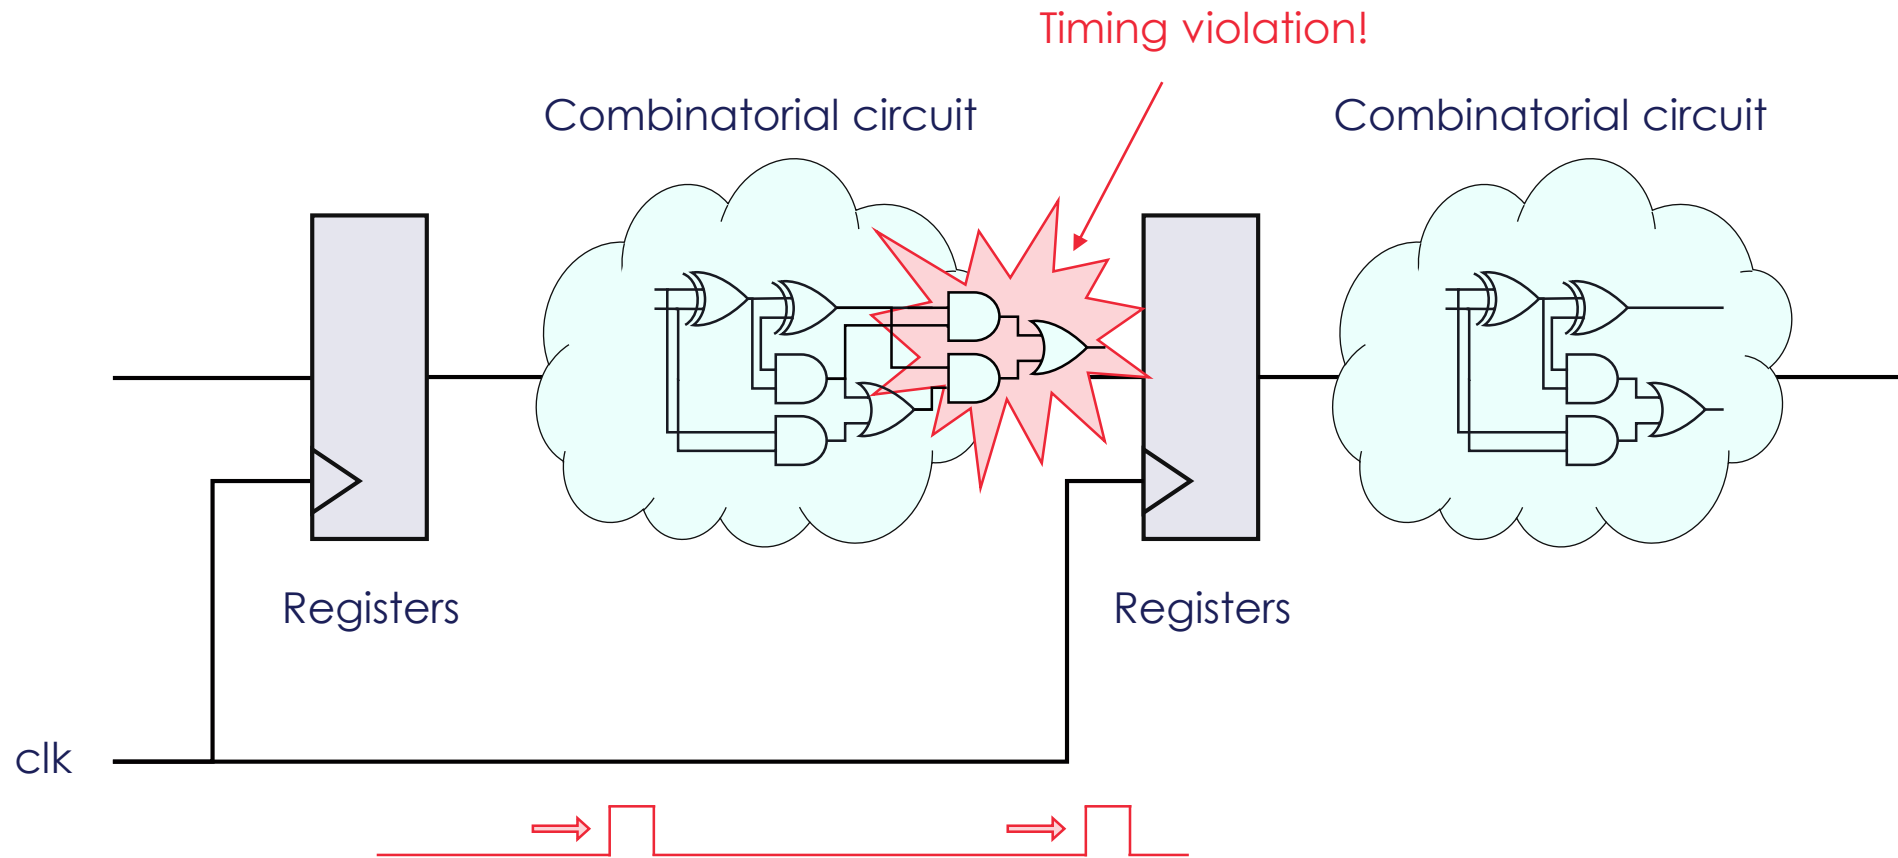 Timing violation!
Combinatorial circuit
Combinatorial circuit
Registers
Registers
clk